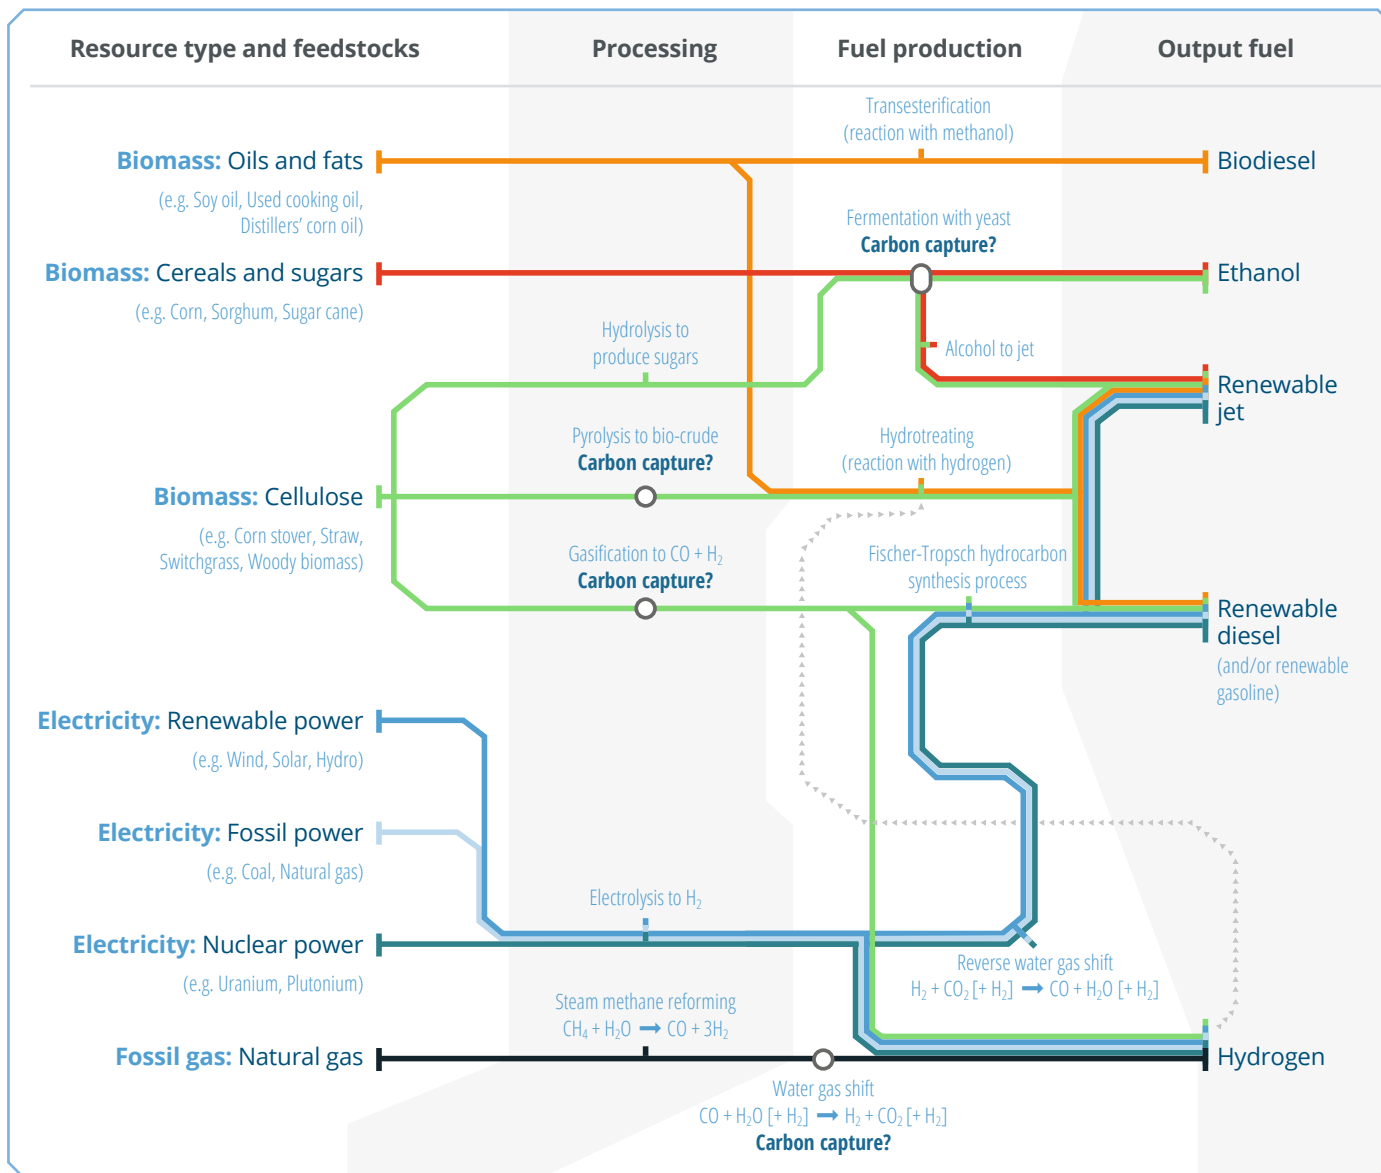 Resource type and feedstocks
Processing
Fuel production
Output fuel
Transesterification
(reaction with methanol)
Biomass: Oils and fats
(e.g. Soy oil, Used cooking oil,
Distillers’ corn oil)
Biodiesel
Fermentation with yeast
Carbon capture?
Biomass: Cereals and sugars
(e.g. Corn, Sorghum, Sugar cane)
Ethanol
Hydrolysis to
produce sugars
Alcohol to jet
Renewable
jet
Pyrolysis to bio-crude
Carbon capture?
Hydrotreating
(reaction with hydrogen)
Biomass: Cellulose
(e.g. Corn stover, Straw,
Switchgrass, Woody biomass)
Gasification to CO + H₂
Carbon capture?
Fischer-Tropsch hydrocarbon
synthesis process
Renewable
diesel
(and/or renewable
gasoline)
Electricity: Renewable power
(e.g. Wind, Solar, Hydro)
Electricity: Fossil power
(e.g. Coal, Natural gas)
Electrolysis to H₂
Electricity: Nuclear power
(e.g. Uranium, Plutonium)
Reverse water gas shift
H₂ + CO₂ [+ H₂] → CO + H₂O [+ H₂]
Steam methane reforming
CH₄ + H₂O → CO + 3H₂
Fossil gas: Natural gas
Hydrogen
Water gas shift
CO + H₂O [+ H₂] → H₂ + CO₂ [+ H₂]
Carbon capture?